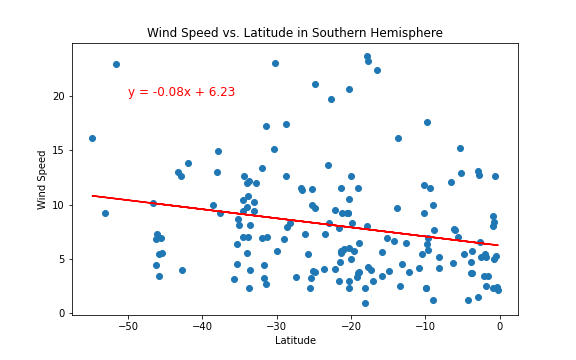 Wind Speed vs. Latitude in Southern Hemisphere
y = -0.08x + 6.23
Wind Speed
20
15
10
5
0
−50
−40
−30
−20
−10
0
Latitude